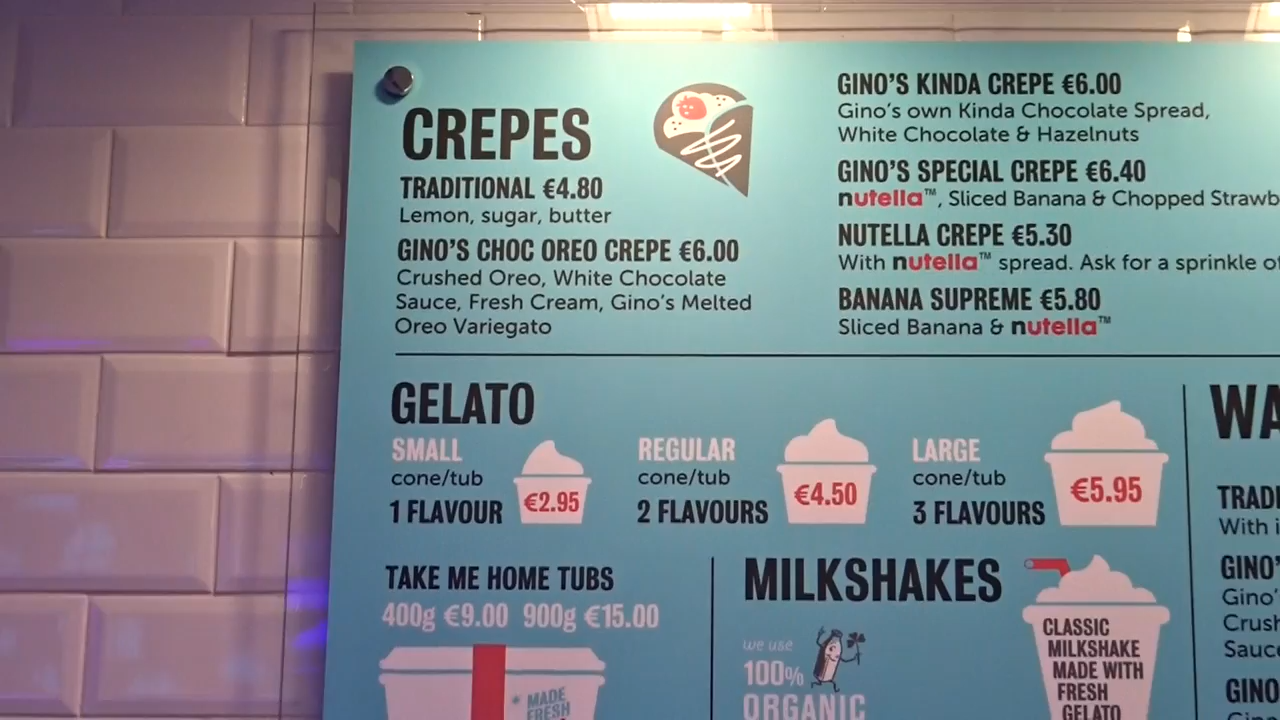 CREPES
TRADITIONAL €4.80
Lemon, sugar, butter
GINO'S CHOC OREO CREPE €6.00
Crushed Oreo, White Chocolate
Sauce, Fresh Cream, Gino's Melted
Oreo Variegato
GINO'S KINDA CREPE €6.00
Gino's own Kinda Chocolate Spread,
White Chocolate & Hazelnuts
GINO'S SPECIAL CREPE €6.40
nutella™, Sliced Banana & Chopped
NUTELLA CREPE €5.30
With nutella™ spread. Ask for a sprinkle of
BANANA SUPREME €5.80
Sliced Banana & nutella™
GELATO
SMALL
cone/tub
1 FLAVOUR
€2.95
REGULAR
cone/tub
2 FLAVOURS
€4.50
LARGE
cone/tub
3 FLAVOURS
€5.95
TAKE ME HOME TUBS
400g €9.00 900g €15.00
MADE
FRESH
MILKSHAKES
we use
100%
ORGANIC
CLASSIC
MILKSHAKE
MADE WITH
FRESH
GELATO
With
GINO'
Gino'
GINO